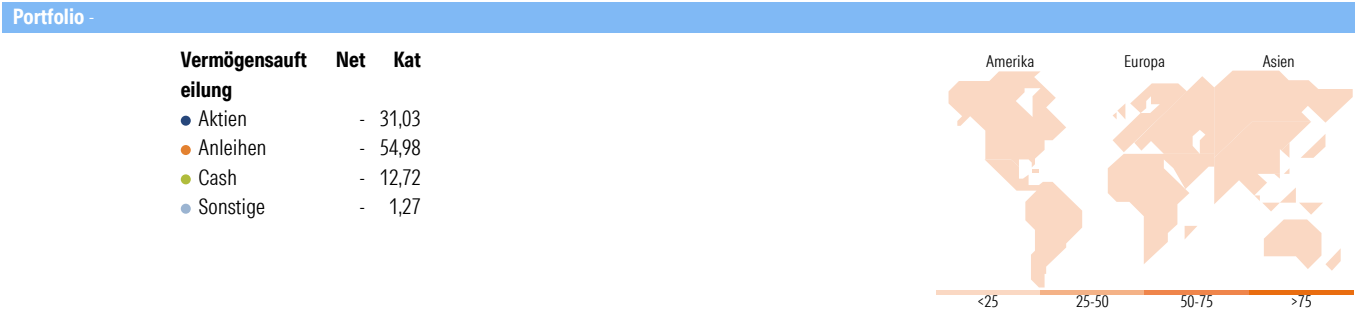 Portfolio -
Vermögensauft Net Kat
eilung
Aktien - 31,03
Anleihen - 54,98
Cash - 12,72
Sonstige - 1,27
Amerika Europa Asien
<25 25-50 50-75 >75